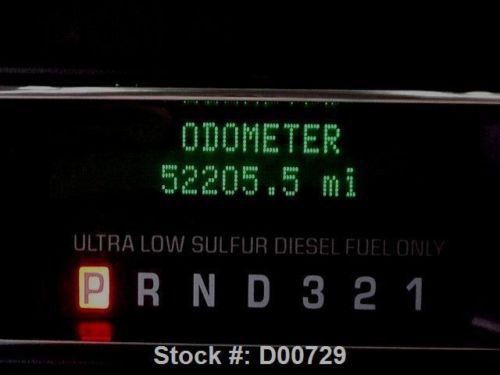 ODOMETER
52205.5 mi
ULTRA LOW SULFUR DIESEL FUEL ONLY
P R N D 3 2 1
Stock #: D00729